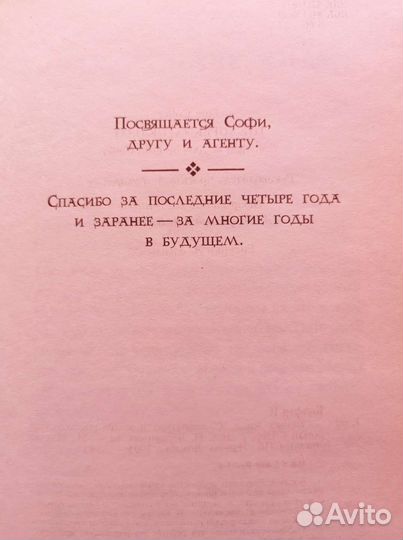 Посвящается Софи,
другу и агенту.
Спасибо за последние четыре года
и заранее — за многие годы
в будущем.
Avito